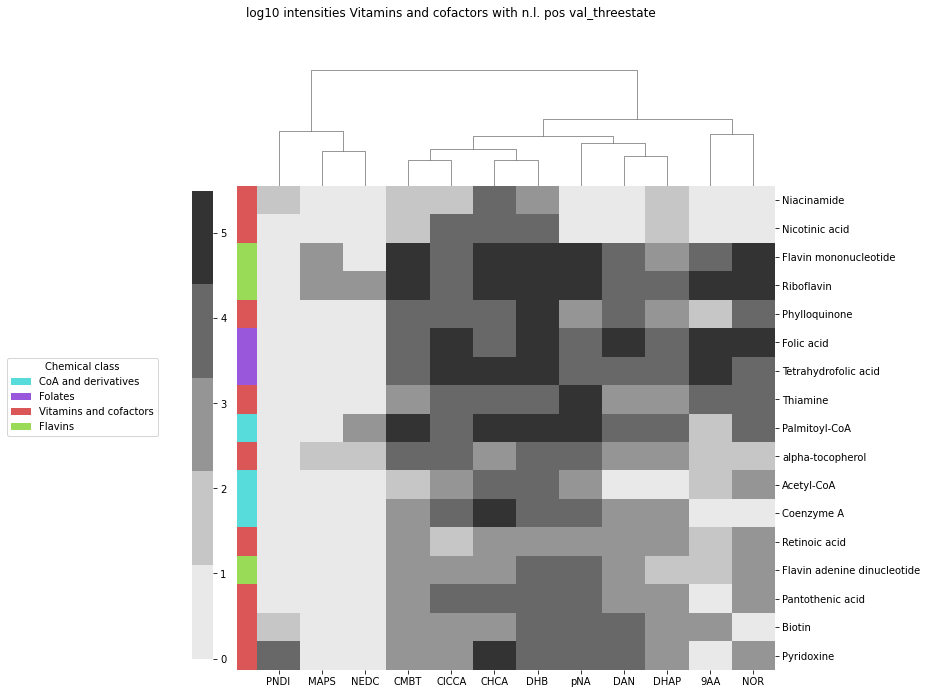 log10 intensities Vitamins and cofactors with n.l. pos val_threestate
5
4
3
2
1
0
Chemical class
CoA and derivatives
Folates
Vitamins and cofactors
Flavins
Niacinamide
Nicotinic acid
Flavin mononucleotide
Riboflavin
Phylloquinone
Folic acid
Tetrahydrofolic acid
Thiamine
Palmitoyl-CoA
alpha-tocopherol
Acetyl-CoA
Coenzyme A
Retinoic acid
Flavin adenine dinucleotide
Pantothenic acid
Biotin
Pyridoxine
PNDI MAPS NEDC CMBT ClCCA CHCA DHB pNA DAN DHAP 9AA NOR